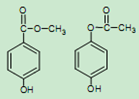 O O
O CH₃ O CH₃
OH OH